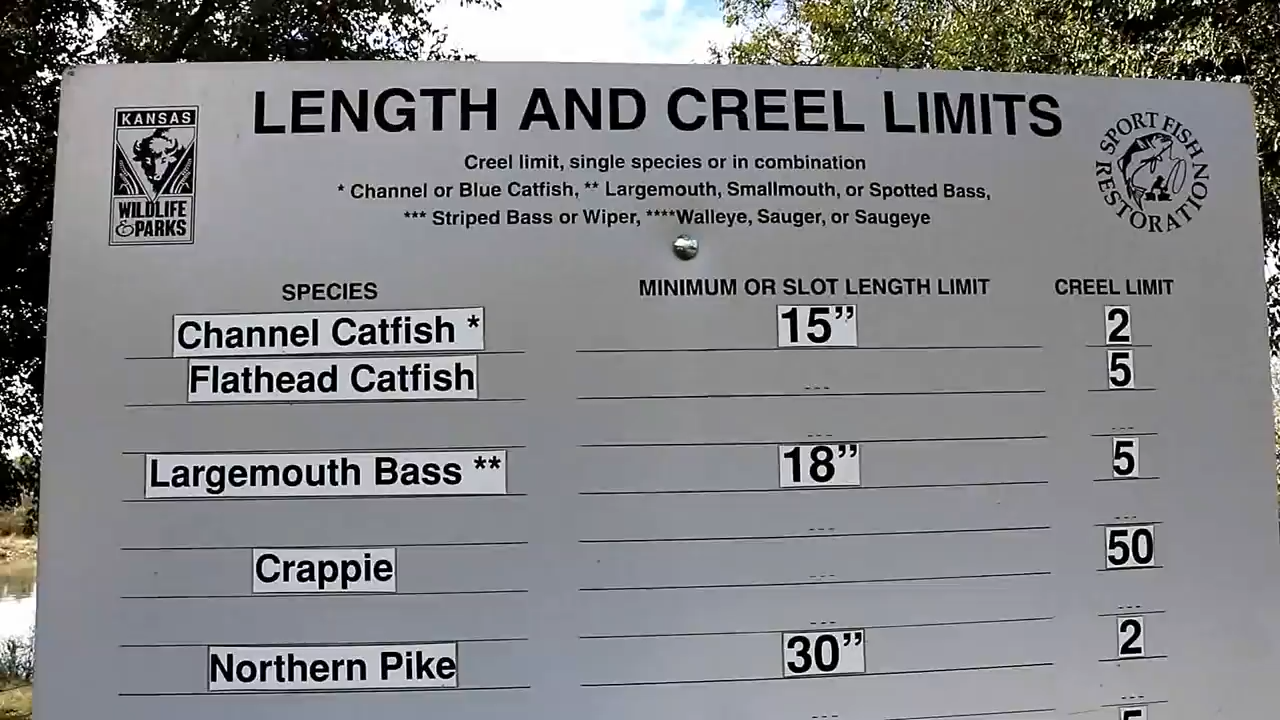 LENGTH AND CREEL LIMITS
KANSAS
WILDLIFE
& PARKS
SPORT FISH
RESTORATION
Creel limit, single species or in combination
* Channel or Blue Catfish, ** Largemouth, Smallmouth, or Spotted Bass,
*** Striped Bass or Wiper, ****Walleye, Sauger, or Saugeye
SPECIES MINIMUM OR SLOT LENGTH LIMIT CREEL LIMIT
Channel Catfish * 15” 2
Flathead Catfish --- 5
--- ---
Largemouth Bass ** 18” 5
--- ---
Crappie --- 50
--- ---
Northern Pike 30” 2
--- ---